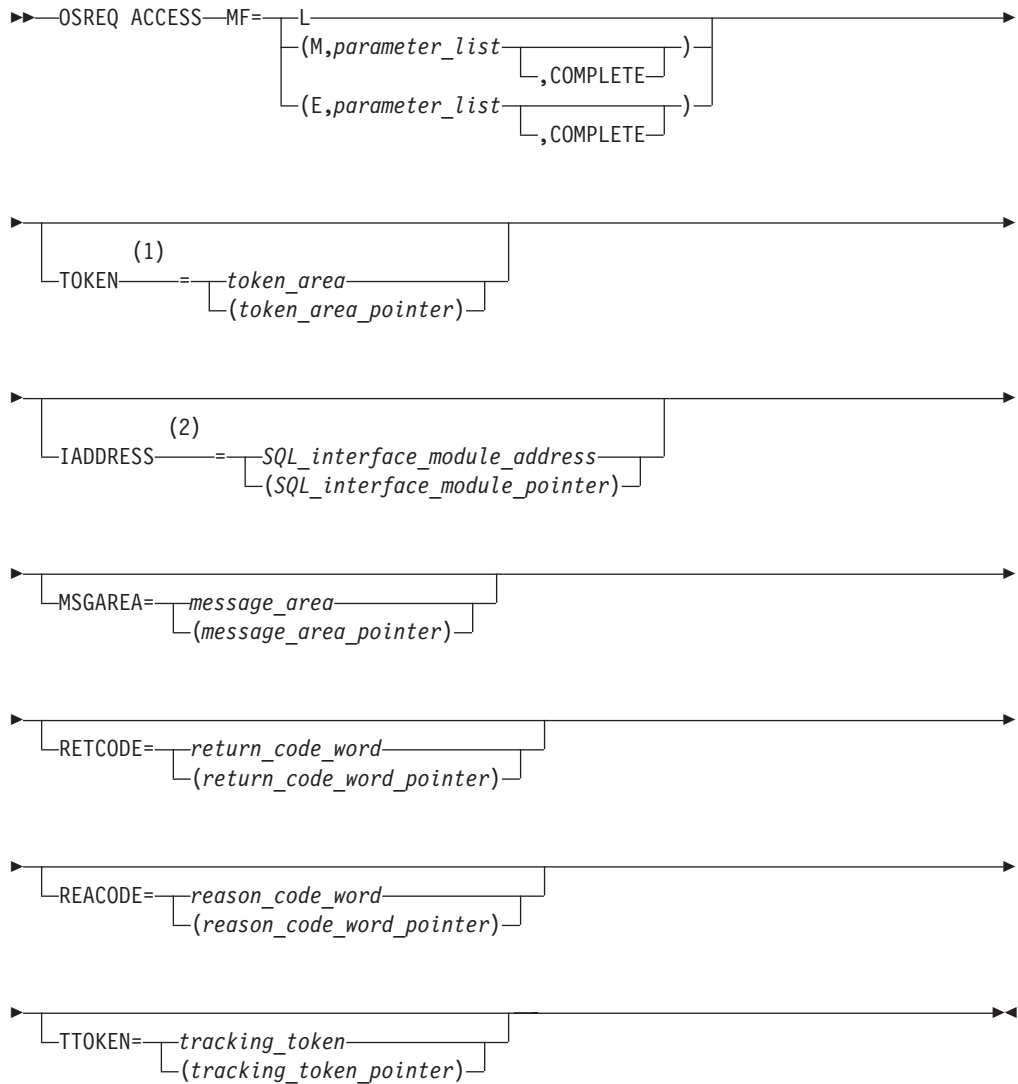 OSREQ ACCESS MF= L
(M,parameter_list )
,COMPLETE
(E,parameter_list )
,COMPLETE
(1)
TOKEN = token_area
(token_area_pointer)
(2)
IADDRESS = SQL_interface_module_address
(SQL_interface_module_pointer)
MSGAREA= message_area
(message_area_pointer)
RETCODE= return_code_word
(return_code_word_pointer)
REACODE= reason_code_word
(reason_code_word_pointer)
TTOKEN= tracking_token
(tracking_token_pointer)